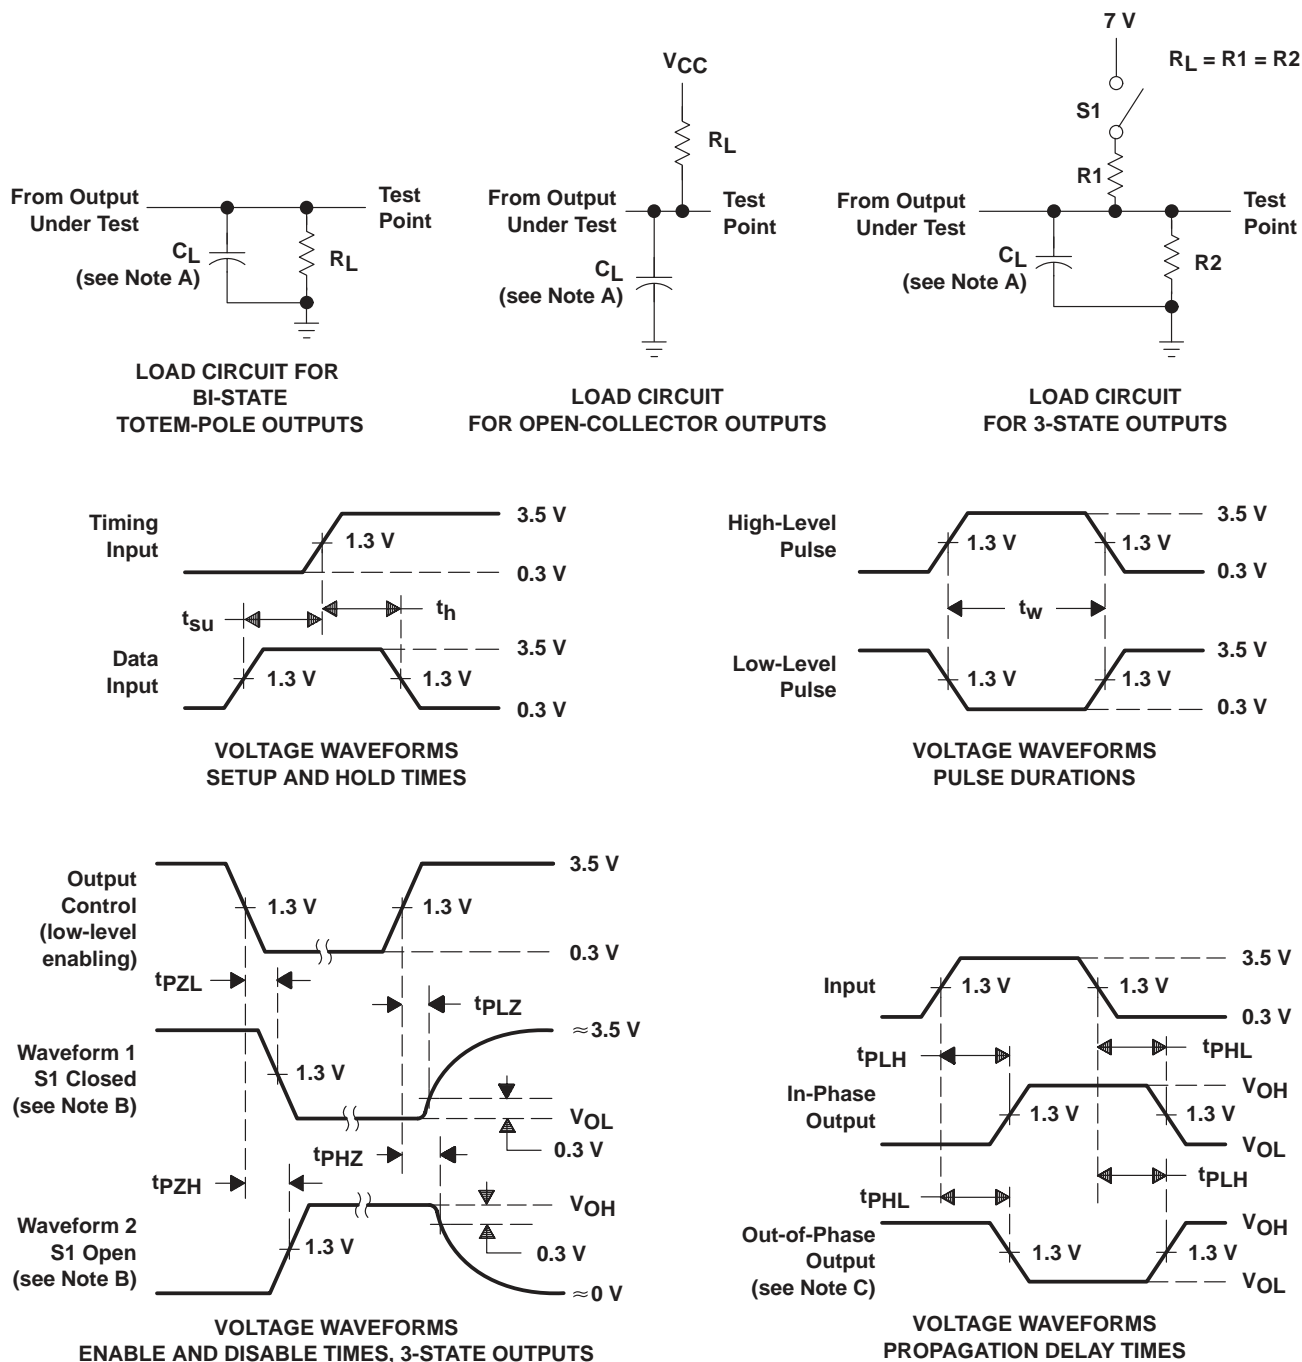 VCC
RL
From Output
Under Test
Test
Point
CL
(see Note A)
RL
LOAD CIRCUIT FOR
BI-STATE
TOTEM-POLE OUTPUTS
From Output
Under Test
Test
Point
CL
(see Note A)
LOAD CIRCUIT
FOR OPEN-COLLECTOR OUTPUTS
7 V
RL = R1 = R2
S1
R1
From Output
Under Test
Test
Point
CL
(see Note A)
R2
LOAD CIRCUIT
FOR 3-STATE OUTPUTS
Timing
Input
1.3 V
3.5 V
0.3 V
tsu
th
Data
Input
1.3 V
1.3 V
3.5 V
0.3 V
VOLTAGE WAVEFORMS
SETUP AND HOLD TIMES
High-Level
Pulse
1.3 V
1.3 V
3.5 V
0.3 V
tw
Low-Level
Pulse
1.3 V
1.3 V
3.5 V
0.3 V
VOLTAGE WAVEFORMS
PULSE DURATIONS
Output
Control
(low-level
enabling)
1.3 V
1.3 V
3.5 V
0.3 V
tPZL
tPLZ
Waveform 1
S1 Closed
(see Note B)
1.3 V
≈3.5 V
VOL
0.3 V
tPHZ
tPZH
Waveform 2
S1 Open
(see Note B)
1.3 V
VOH
0.3 V
≈0 V
VOLTAGE WAVEFORMS
ENABLE AND DISABLE TIMES, 3-STATE OUTPUTS
Input
1.3 V
1.3 V
3.5 V
0.3 V
tPLH
tPHL
In-Phase
Output
1.3 V
1.3 V
VOH
VOL
tPHL
tPLH
Out-of-Phase
Output
(see Note C)
1.3 V
1.3 V
VOH
VOL
VOLTAGE WAVEFORMS
PROPAGATION DELAY TIMES